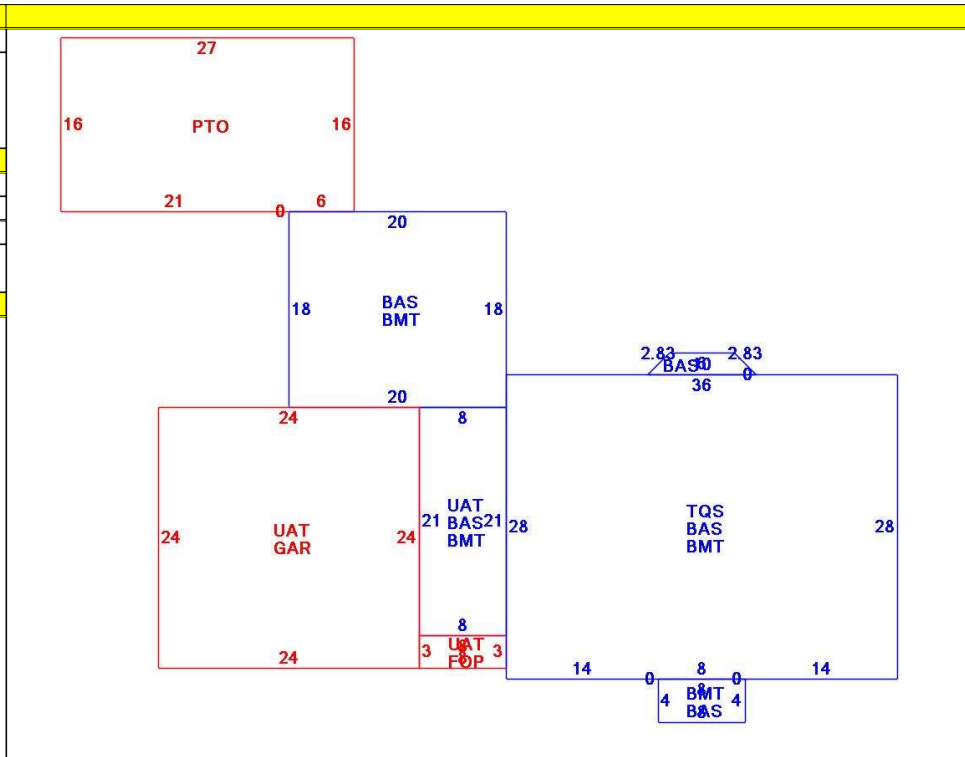 27
16 PTO 16
21 0 6
20
BAS
BMT
18 18
20
2.83 2.83
BAS 0
36
24 8
UAT
BAS
BMT
21 21
TQS
BAS
BMT
28 28
UAT
GAR
24 24
8
UAT
FOP
3 3
24
14 0 8 0 14
BMT
BAS
4 4